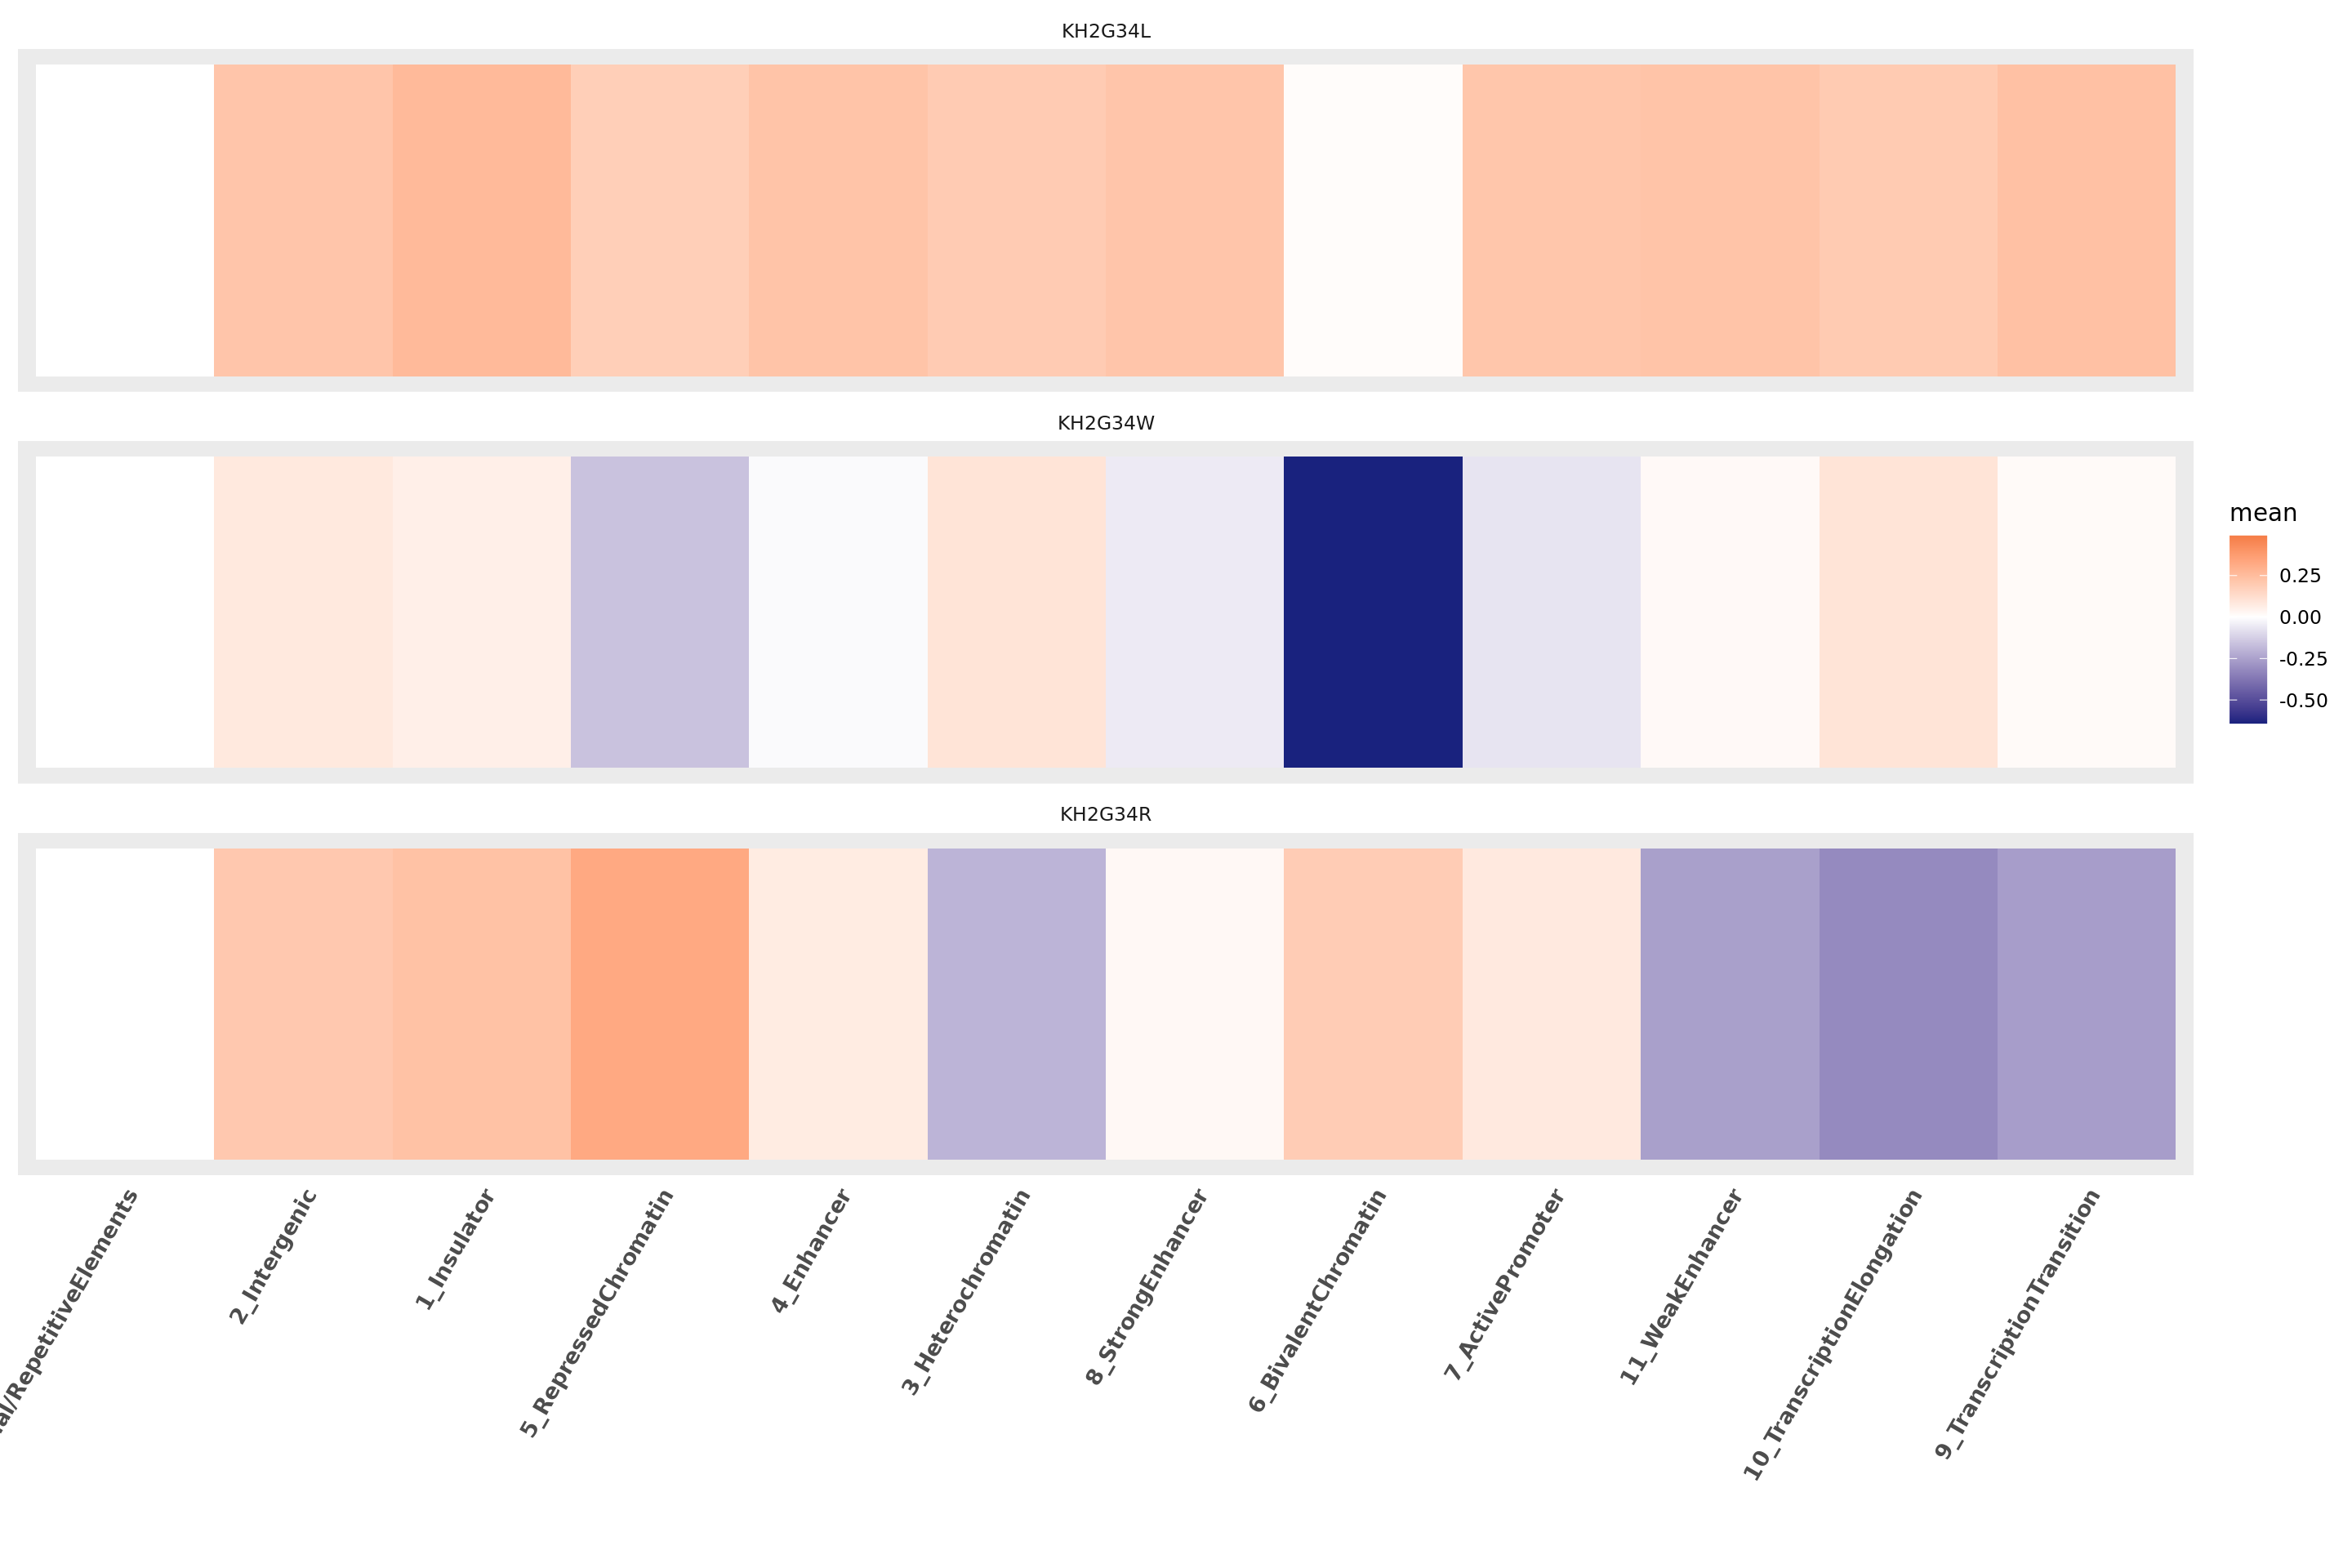 KH2G34L
KH2G34W
mean
0.25
0.00
-0.25
-0.50
KH2G34R
al/RepetitiveElements
2_Intergenic
1_Insulator
5_RepressedChromatin
4_Enhancer
3_Heterochromatin
8_StrongEnhancer
6_BivalentChromatin
7_ActivePromoter
11_WeakEnhancer
10_TranscriptionElongation
9_TranscriptionTransition